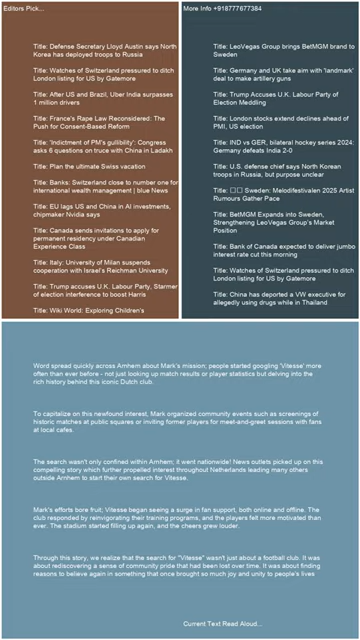 Editors Pick...
Title: Defense Secretary Lloyd Austin says North
Korea has deployed troops to Russia
Title: Watches of Switzerland pressured to ditch
London listing for US by Gatemore
Title: After US and Brazil, Uber India surpasses
1 million drivers
Title: France's Rape Law Reconsidered: The
Push for Consent-Based Reform
Title: 'Indictment of PM's gullibility': Congress
asks 6 questions on truce with China in Ladakh
Title: Plan the ultimate Swiss vacation
Title: Banks: Switzerland close to number one for
international wealth management | blue News
Title: EU lags US and China in AI investments,
chipmaker Nvidia says
Title: Canada sends invitations to apply for
permanent residency under Canadian
Experience Class
Title: Italy: University of Milan suspends
cooperation with Israel's Reichman University
Title: Trump accuses U.K. Labour Party, Starmer
of election interference to boost Harris
Title: Wiki World: Exploring Children's
More Info +918777677384
Title: LeoVegas Group brings BetMGM brand to
Sweden
Title: Germany and UK take aim with 'landmark'
deal to make artillery guns
Title: Trump Accuses U.K. Labour Party of
Election Meddling
Title: London stocks extend declines ahead of
PMI, US election
Title: IND vs GER, bilateral hockey series 2024:
Germany defeats India 2-0
Title: U.S. defense chief says North Korean
troops in Russia, but purpose unclear
Title: Sweden: Melodifestivalen 2025 Artist
Rumours Gather Pace
Title: BetMGM Expands into Sweden,
Strengthening LeoVegas Group's Market
Position
Title: Bank of Canada expected to deliver jumbo
interest rate cut this morning
Title: Watches of Switzerland pressured to ditch
London listing for US by Gatemore
Title: China has deported a VW executive for
allegedly using drugs while in Thailand
Word spread quickly across Arnhem about Mark's mission; people started googling 'Vitesse' more
often than ever before - not just looking up match results or player statistics but delving into the
rich history behind this iconic Dutch club.
To capitalize on this newfound interest, Mark organized community events such as screenings of
historic matches at public squares or inviting former players for meet-and-greet sessions with fans
at local cafes.
The search wasn't only confined within Arnhem; it went nationwide! News outlets picked up on this
compelling story which further propelled interest throughout Netherlands leading many others
outside Arnhem to start their own search for Vitesse.
Mark's efforts bore fruit; Vitesse began seeing a surge in fan support, both online and offline. The
club responded by reinvigorating their training programs, and the players felt more motivated than
ever. The stadium started filling up again, and the cheers grew louder.
Through this story, we realize that the search for "Vitesse" wasn't just about a football club. It was
about rediscovering a sense of community pride that had been lost over time. It was about finding
reasons to believe again in something that once brought so much joy and unity to people's lives
Current Text Read Aloud...